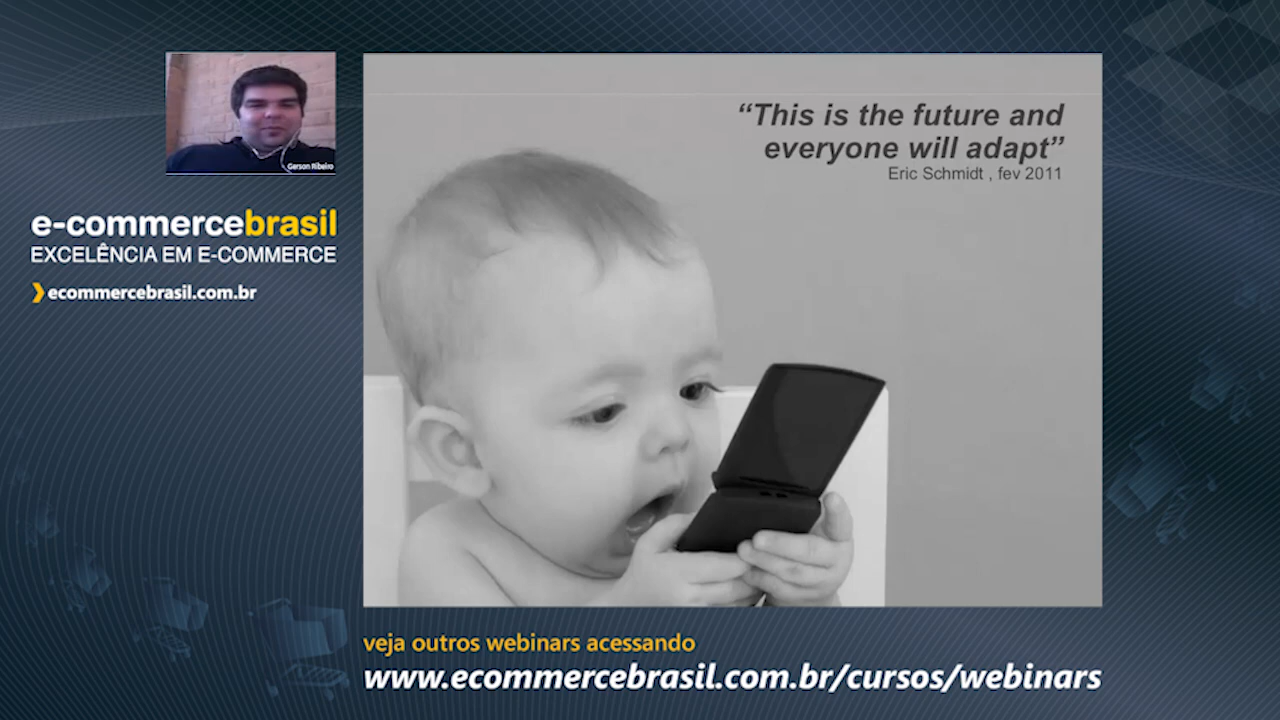 Gerson Ribeiro
e-commercebrasil
EXCELÊNCIA EM E-COMMERCE
ecommercebrasil.com.br
“This is the future and
everyone will adapt”
Eric Schmidt , fev 2011
veja outros webinars acessando
www.ecommercebrasil.com.br/cursos/webinars